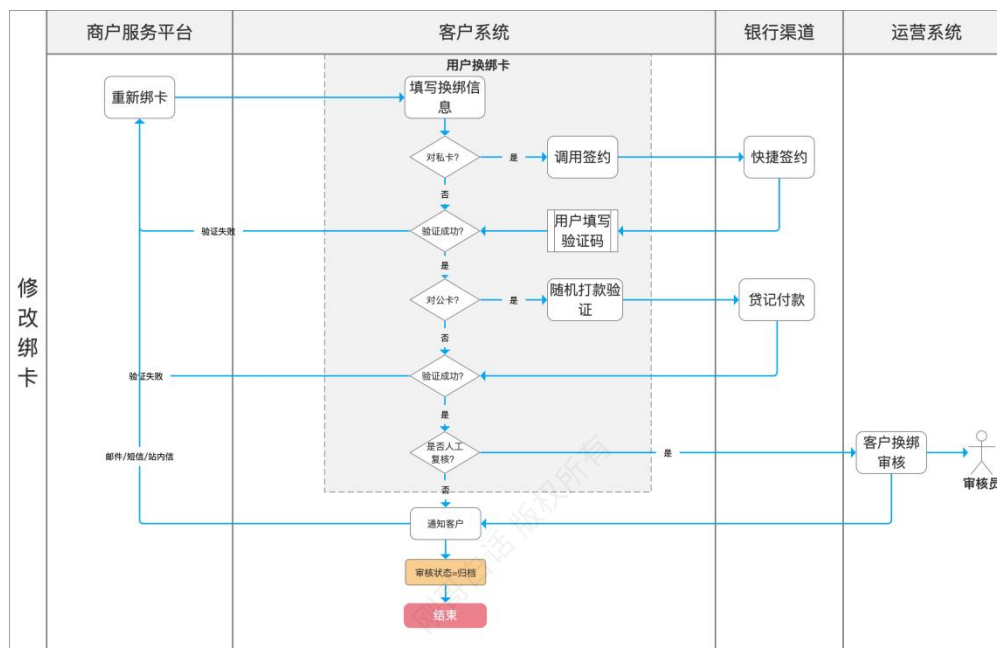 商户服务平台
客户系统
银行渠道
运营系统
修改绑卡
用户换绑卡
重新绑卡
填写换绑信
息
对私卡?
是
调用签约
快捷签约
否
验证失败
验证成功?
用户填写
验证码
是
对公卡?
是
随机打款验
证
贷记付款
否
验证失败
验证成功?
是
邮件/短信/站内信
是否人工
复核?
是
客户换绑
审核
审核员
否
通知客户
审核状态=归档
结束